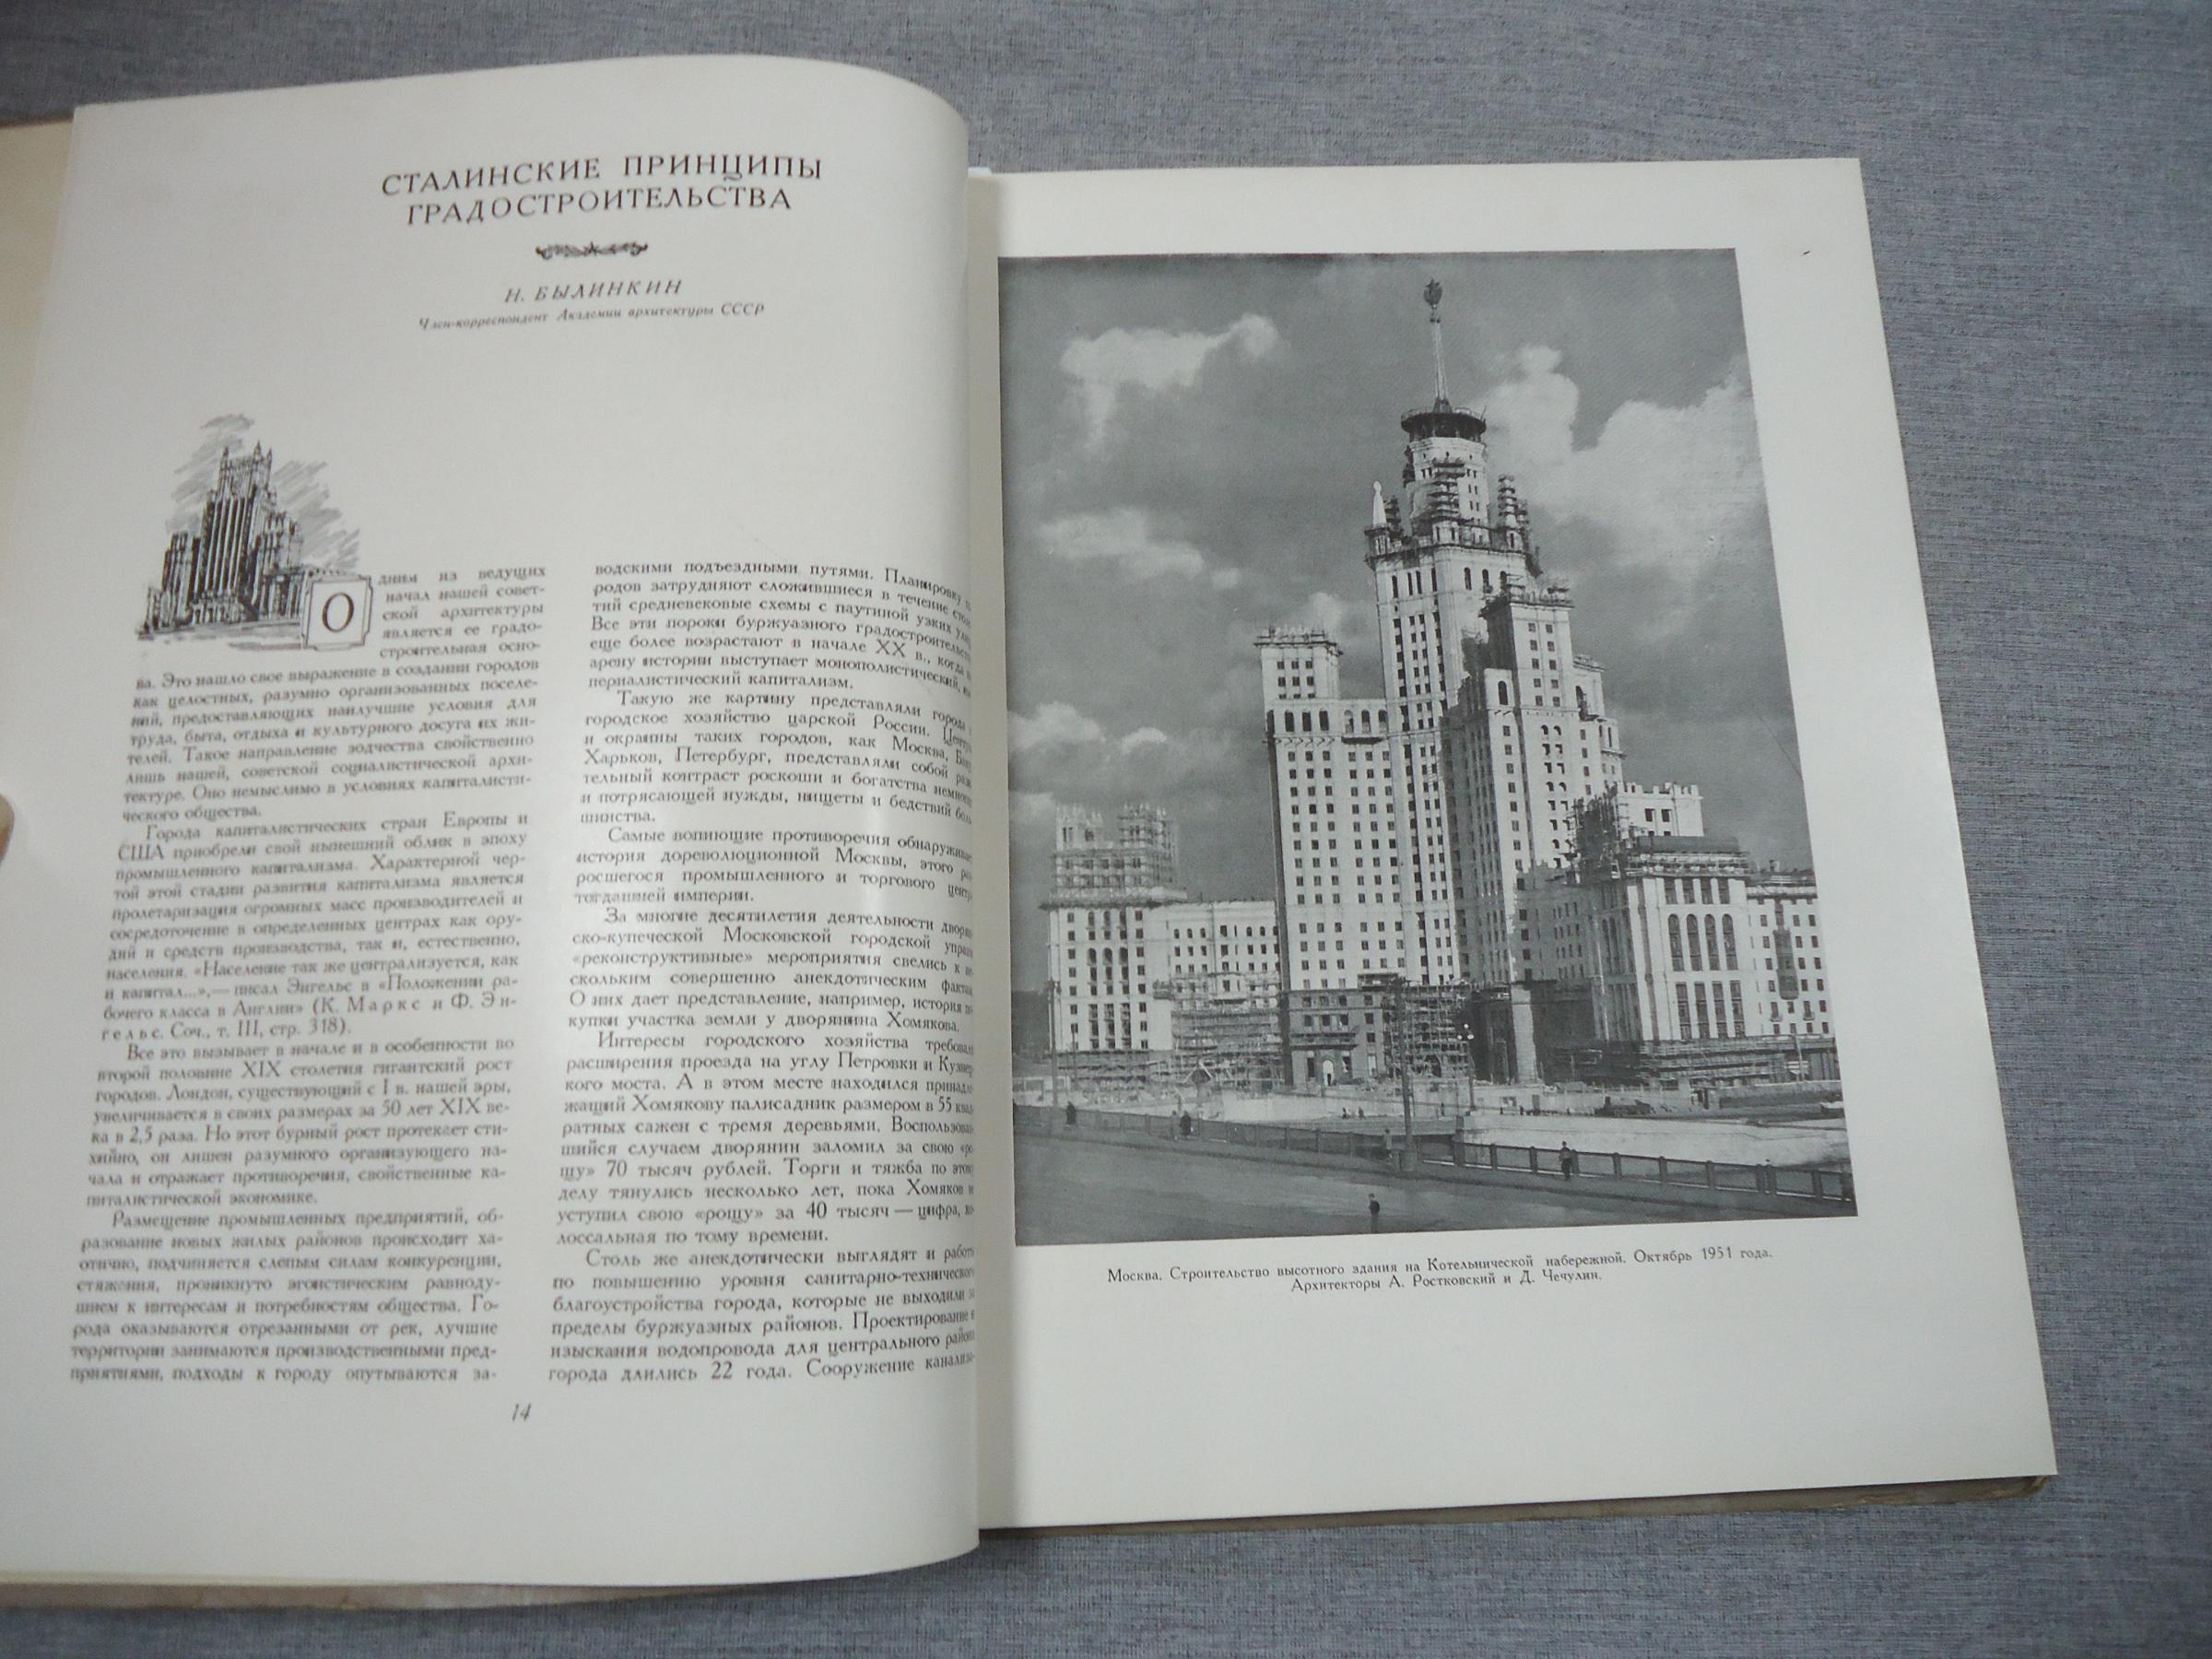 СТАЛИНСКИЕ ПРИНЦИПЫ
ГРАДОСТРОИТЕЛЬСТВА
Н. БЫЛИНКИН
Член-корреспондент Академии архитектуры СССР
О
дним из ведущих
начал нашей совет-
ской архитектуры
является ее градо-
строительная осно-
ва. Это нашло свое выражение в создании городов
как целостных, разумно организованных поселе-
ний, предоставляющих наилучшие условия для
труда, быта, отдыха и культурного досуга их жи-
телей. Такое направление зодчества свойственно
лишь нашей, советской социалистической архи-
тектуре. Оно немыслимо в условиях капиталисти-
ческого общества.
Города капиталистических стран Европы и
США приобрели свой нынешний облик в эпоху
промышленного капитализма. Характерной чер-
той этой стадии развития капитализма является
пролетаризация огромных масс производителей и
сосредоточение в определенных центрах как ору-
дий и средств производства, так и, естественно,
населения. «Население так же централизуется, как
и капитал...»,— писал Энгельс в «Положении ра-
бочего класса в Англии» (К. Маркс и Ф. Эн-
гельс. Соч., т. III, стр. 318).
Все это вызывает в начале и в особенности во
второй половине XIX столетия гигантский рост
городов. Лондон, существующий с I в. нашей эры,
увеличивается в своих размерах за 50 лет XIX ве-
ка в 2,5 раза. Но этот бурный рост протекает сти-
хийно, он лишен разумного организующего на-
чала и отражает противоречия, свойственные ка-
питалистической экономике.
Размещение промышленных предприятий, об-
разование новых жилых районов происходит ха-
отично, подчиняется слепым силам конкуренции,
стяжения, проникнуто эгоистическим равноду-
шием к интересам и потребностям общества. Го-
рода оказываются отрезанными от рек, лучшие
территории занимаются производственными пред-
приятиями, подходы к городу опутываются за-
водскими подъездными путями. Планировку
родов затрудняют сложившиеся в течение
тий средневековые схемы с паутиной узких
Все эти пороки буржуазного градостроительс
еще более возрастают в начале XX в., когда
арену истории выступает монополистический,
периалистический капитализм.
Такую же картину представляли города
городское хозяйство царской России. Центр
и окраины таких городов, как Москва,
Харьков, Петербург, представляли собой
тельный контраст роскоши и богатства
и потрясающей нужды, нищеты и бедствий
шинства.
Самые вопиющие противоречия обнаружива
история дореволюционной Москвы, этого
росшегося промышленного и торгового
тогдашней империи.
За многие десятилетия деятельности дворян
ско-купеческой Московской городской управы
«реконструктивные» мероприятия свелись к
скольким совершенно анекдотическим фактам
О них дает представление, например, история по
купки участка земли у дворянина Хомякова.
Интересы городского хозяйства требовали
расширения проезда на углу Петровки и Кузнец
кого моста. А в этом месте находился принадле
жащий Хомякову палисадник размером в 55 квад
ратных сажен с тремя деревьями. Воспользовав
шийся случаем дворянин заломил за свою «ро
щу» 70 тысяч рублей. Торги и тяжба по этому
делу тянулись несколько лет, пока Хомяков
уступил свою «рощу» за 40 тысяч — цифра, ко
лоссальная по тому времени.
Столь же анекдотически выглядят и работы
по повышению уровня санитарно-технического
благоустройства города, которые не выходили за
пределы буржуазных районов. Проектирование и
изыскания водопровода для центрального района
города длились 22 года. Сооружение канализа-
14
Москва. Строительство высотного здания на Котельнической набережной. Октябрь 1951 года.
Архитекторы А. Ростковский и Д. Чечулин.